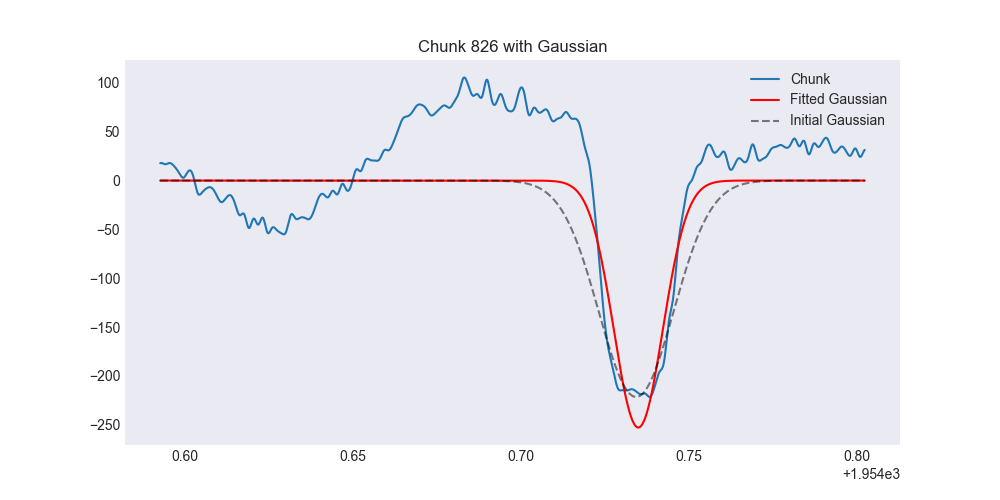 Chunk 826 with Gaussian
Chunk
Fitted Gaussian
Initial Gaussian
100
50
0
−50
−100
−150
−200
−250
0.60 0.65 0.70 0.75 0.80
+1.954e3